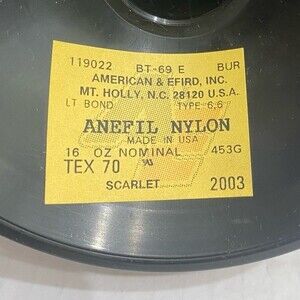 119022 BT-69 E BUR
AMERICAN & EFIRD, INC.
MT. HOLLY, N.C. 28120 U.S.A.
LT BOND TYPE 6.6
ANEFIL NYLON
MADE IN USA
16 OZ NOMINAL 453G
TEX 70
SCARLET 2003